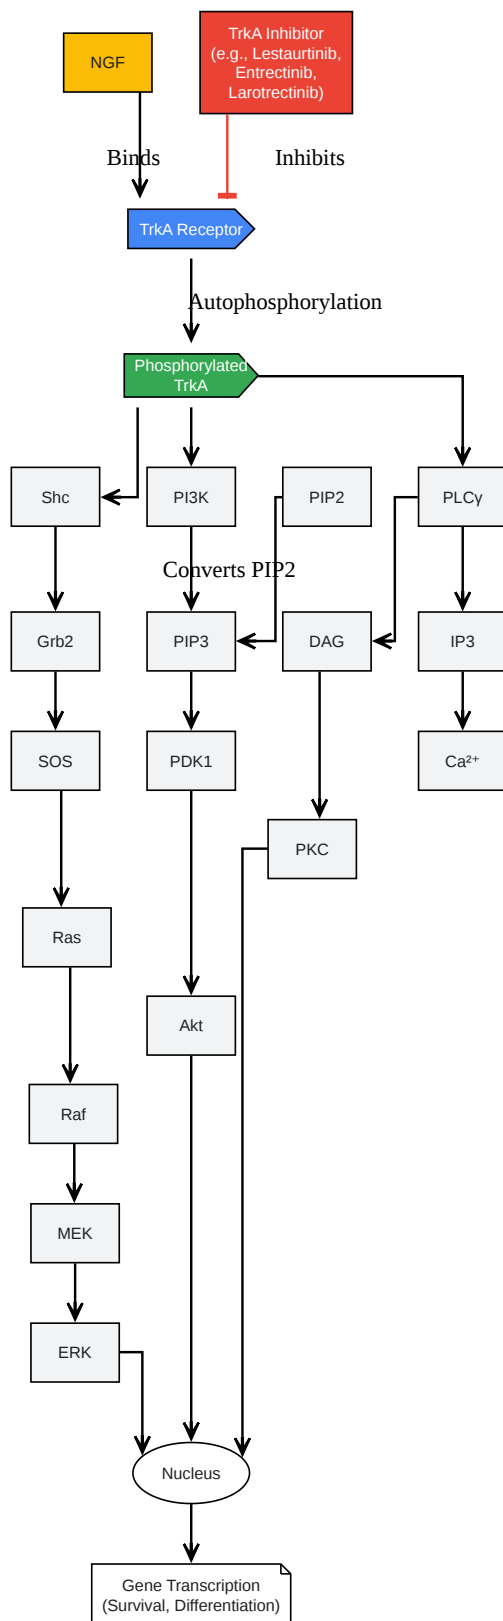 NGF
TrkA Inhibitor
(e.g., Lestaurtinib,
Entrectinib,
Larotrectinib)
Binds
Inhibits
TrkA Receptor
Autophosphorylation
Phosphorylated
TrkA
Shc
PI3K
PIP2
PLCγ
Converts PIP2
Grb2
PIP3
DAG
IP3
SOS
PDK1
Ca²⁺
PKC
Ras
Akt
Raf
MEK
ERK
Nucleus
Gene Transcription
(Survival, Differentiation)